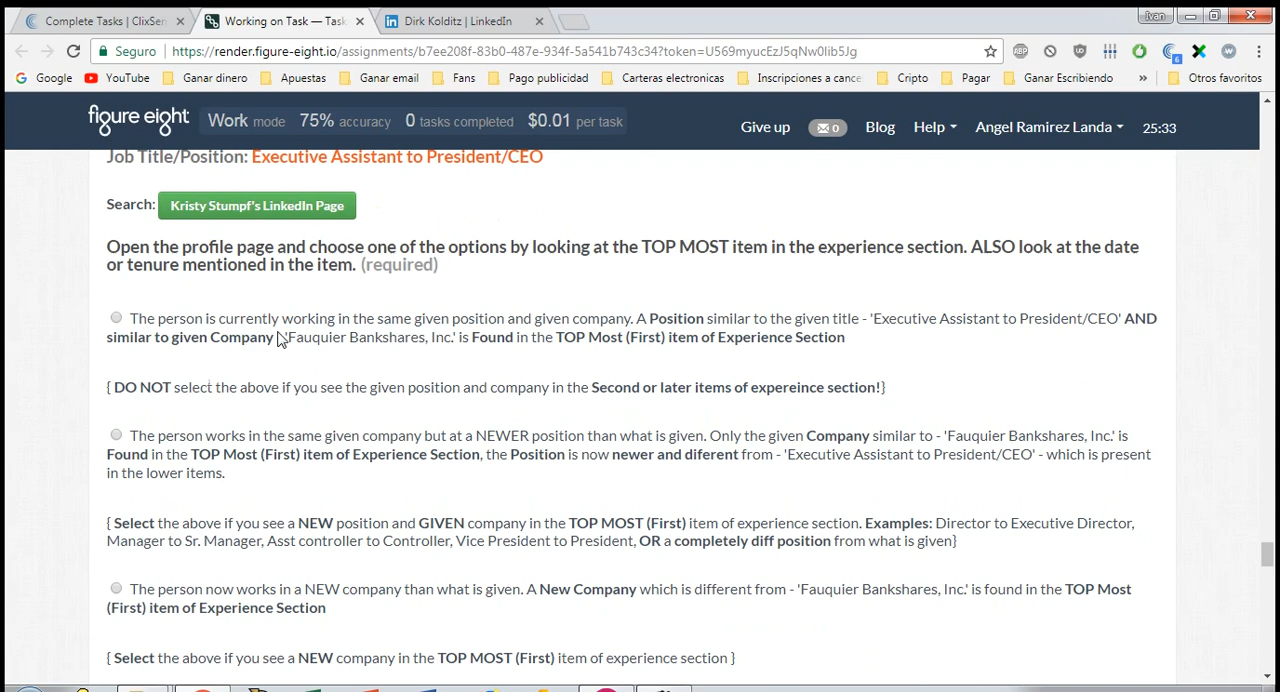 Complete Tasks | ClixSen
Working on Task — Task
Dirk Kolditz | LinkedIn
ivan
Seguro
https://render.figure-eight.io/assignments/b7ee208f-83b0-487e-934f-5a541b743c34?token=U569myucEzJ5qNw0lib5Jg
ABP
6
Google
YouTube
Ganar dinero
Apuestas
Ganar email
Fans
Pago publicidad
Carteras electronicas
Inscripciones a cance
Cripto
Pagar
Ganar Escribiendo
»
Otros favoritos
figure eight
Work mode 75% accuracy 0 tasks completed $0.01 per task
Give up
0
Blog
Help
Angel Ramirez Landa
25:33
Job Title/Position: Executive Assistant to President/CEO
Search: Kristy Stumpf's LinkedIn Page
Open the profile page and choose one of the options by looking at the TOP MOST item in the experience section. ALSO look at the date
or tenure mentioned in the item. (required)
The person is currently working in the same given position and given company. A Position similar to the given title - 'Executive Assistant to President/CEO' AND
similar to given Company - 'Fauquier Bankshares, Inc.' is Found in the TOP Most (First) item of Experience Section
{ DO NOT select the above if you see the given position and company in the Second or later items of expereince section!}
The person works in the same given company but at a NEWER position than what is given. Only the given Company similar to - 'Fauquier Bankshares, Inc.' is
Found in the TOP Most (First) item of Experience Section, the Position is now newer and diferent from - 'Executive Assistant to President/CEO' - which is present
in the lower items.
{ Select the above if you see a NEW position and GIVEN company in the TOP MOST (First) item of experience section. Examples: Director to Executive Director,
Manager to Sr. Manager, Asst controller to Controller, Vice President to President, OR a completely diff position from what is given}
The person now works in a NEW company than what is given. A New Company which is different from - 'Fauquier Bankshares, Inc.' is found in the TOP Most
(First) item of Experience Section
{ Select the above if you see a NEW company in the TOP MOST (First) item of experience section }